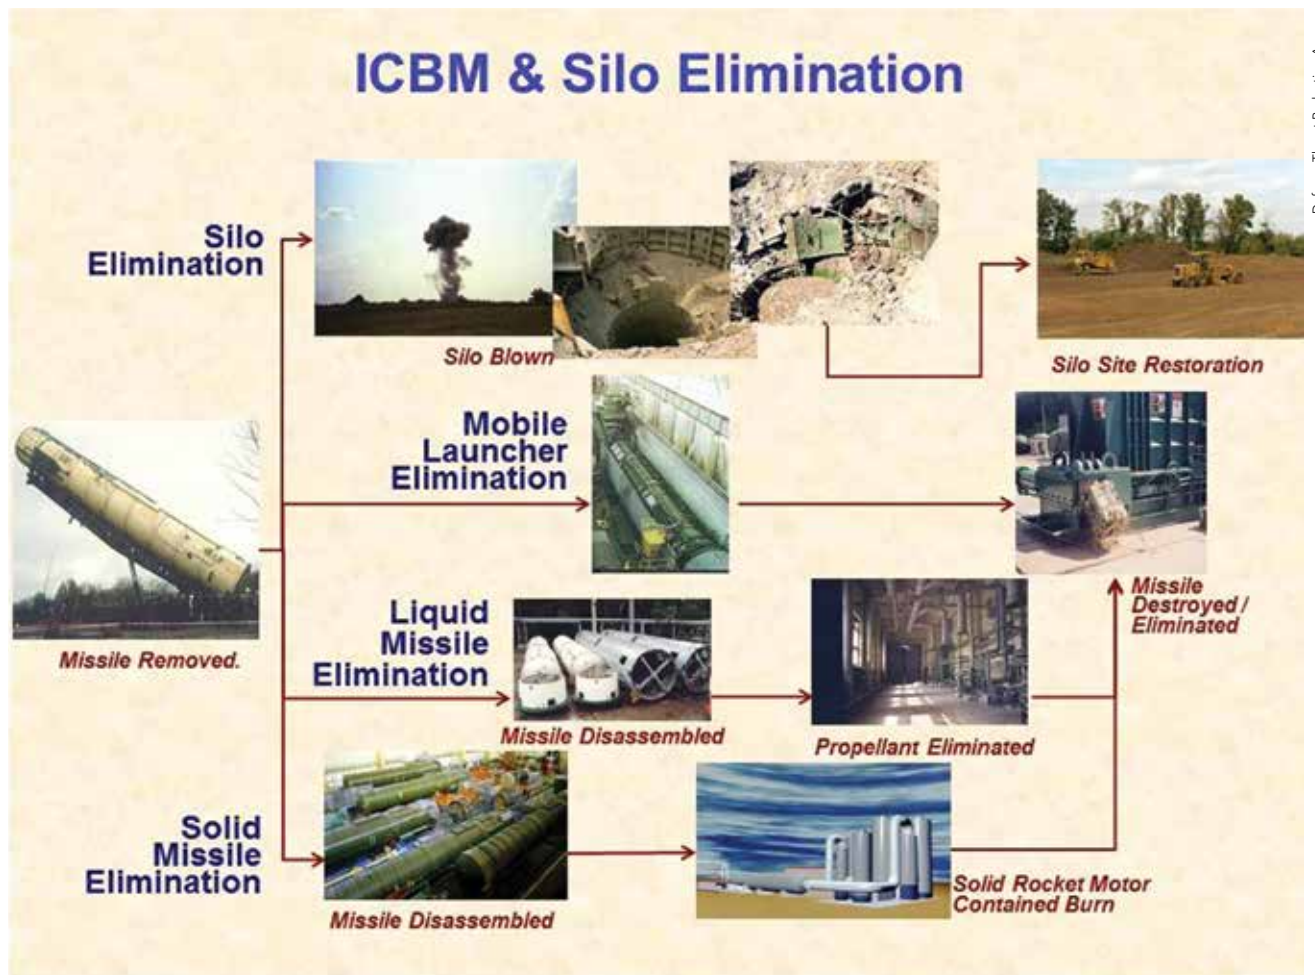 ICBM & Silo Elimination
Silo
Elimination
Silo Blown
Silo Site Restoration
Mobile
Launcher
Elimination
Missile Removed.
Missile
Destroyed /
Eliminated
Liquid
Missile
Elimination
Missile Disassembled
Propellant Eliminated
Solid
Missile
Elimination
Missile Disassembled
Solid Rocket Motor
Contained Burn